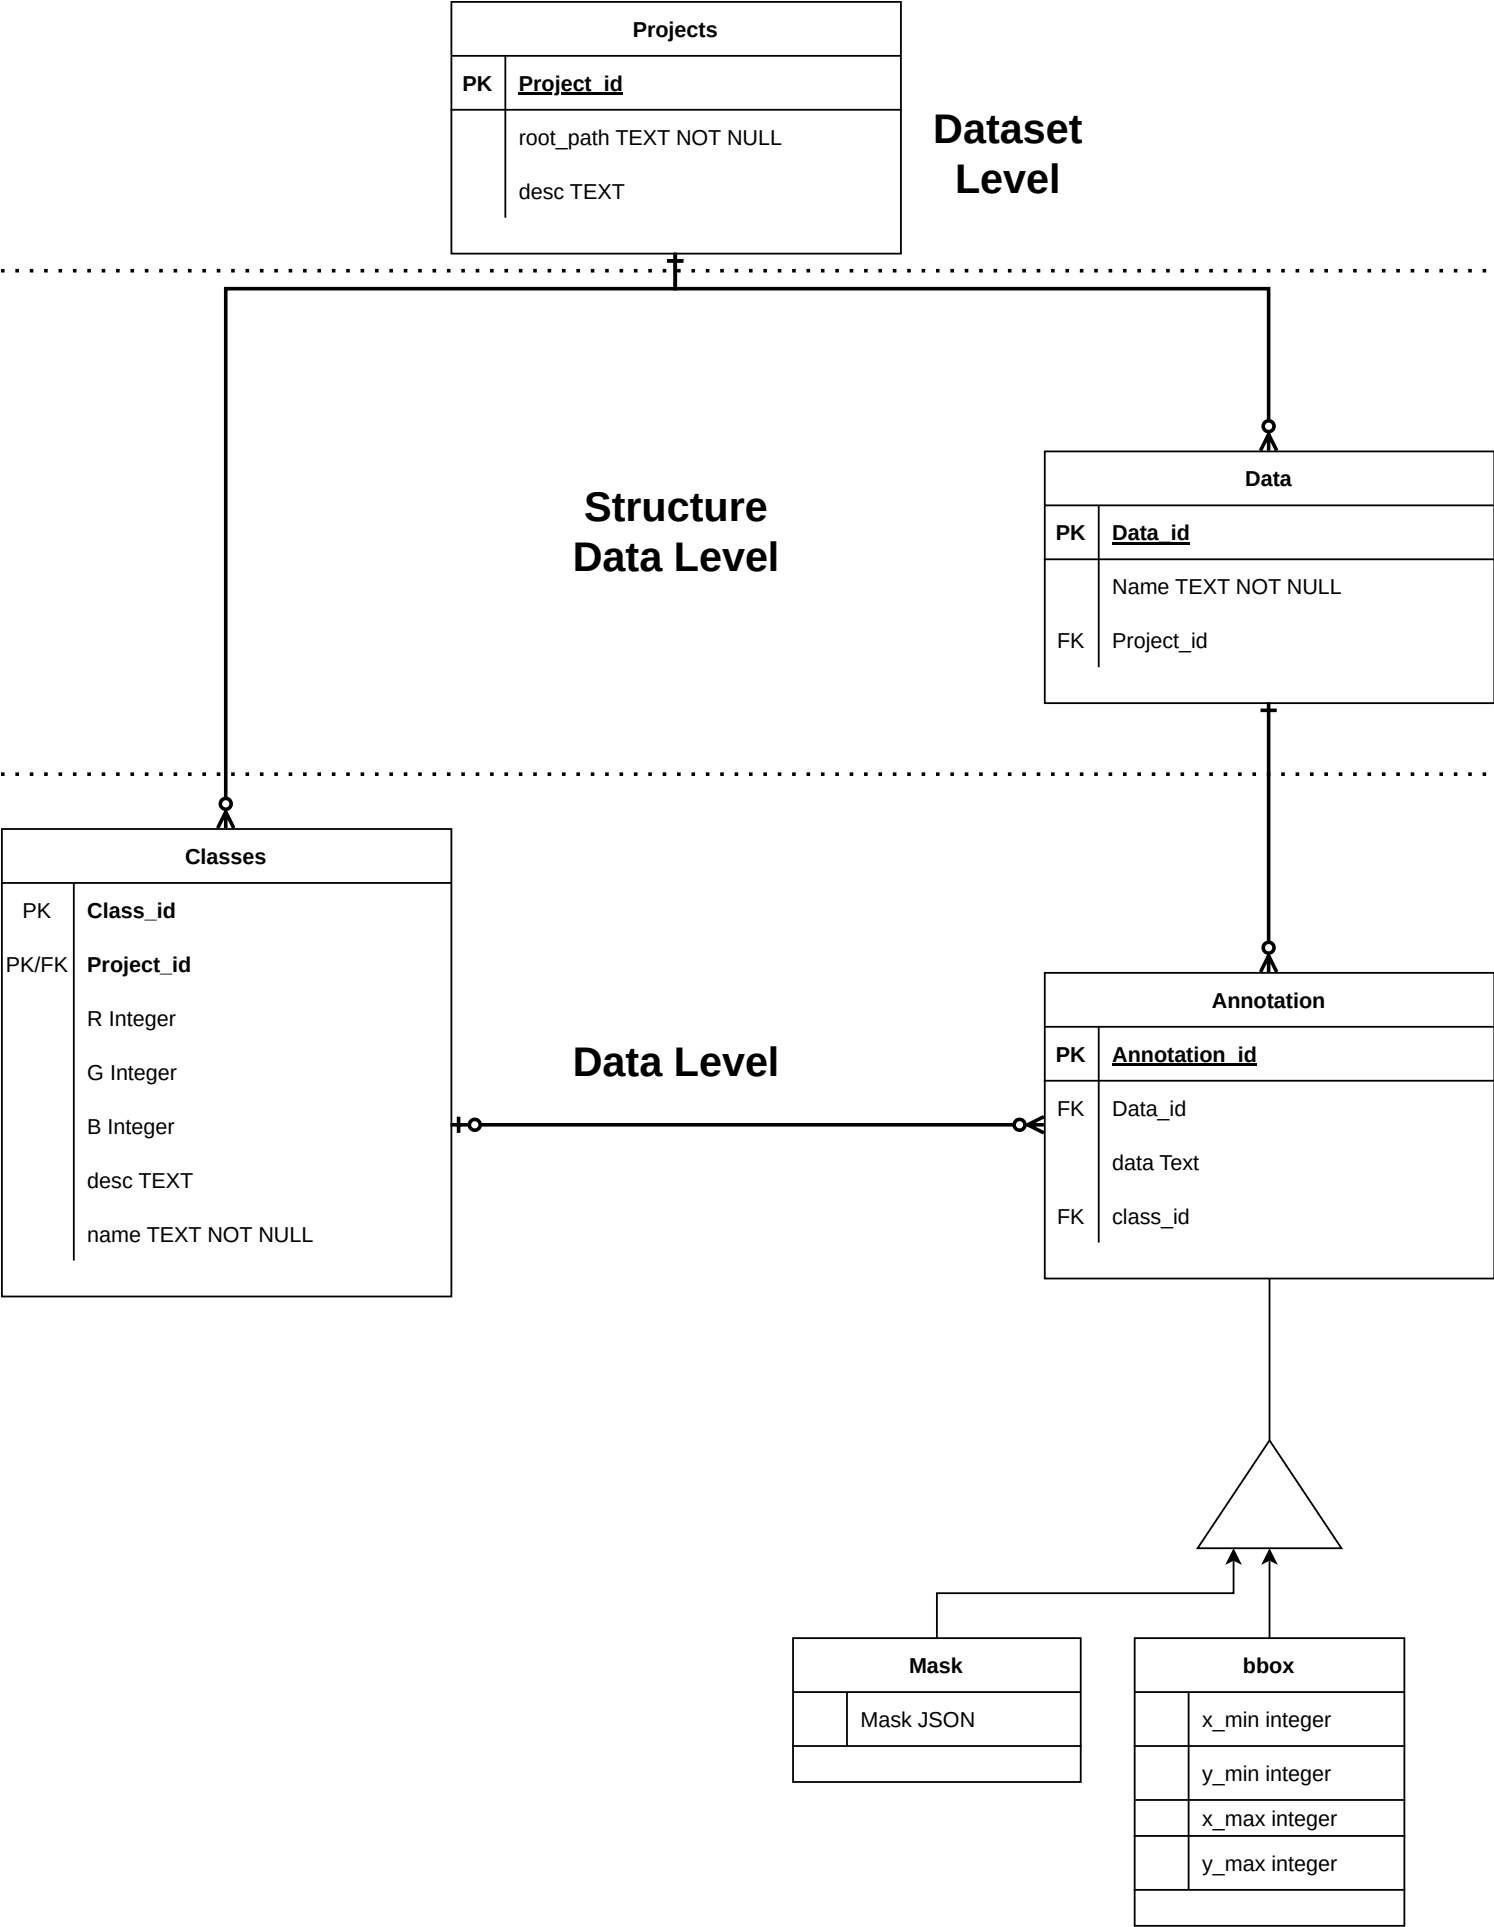 Projects
PK Project_id
root_path TEXT NOT NULL
desc TEXT
Dataset
Level
Structure
Data Level
Data
PK Data_id
Name TEXT NOT NULL
FK Project_id
Classes
PK Class_id
PK/FK Project_id
R Integer
G Integer
B Integer
desc TEXT
name TEXT NOT NULL
Data Level
Annotation
PK Annotation_id
FK Data_id
data Text
FK class_id
Mask
Mask JSON
bbox
x_min integer
y_min integer
x_max integer
y_max integer